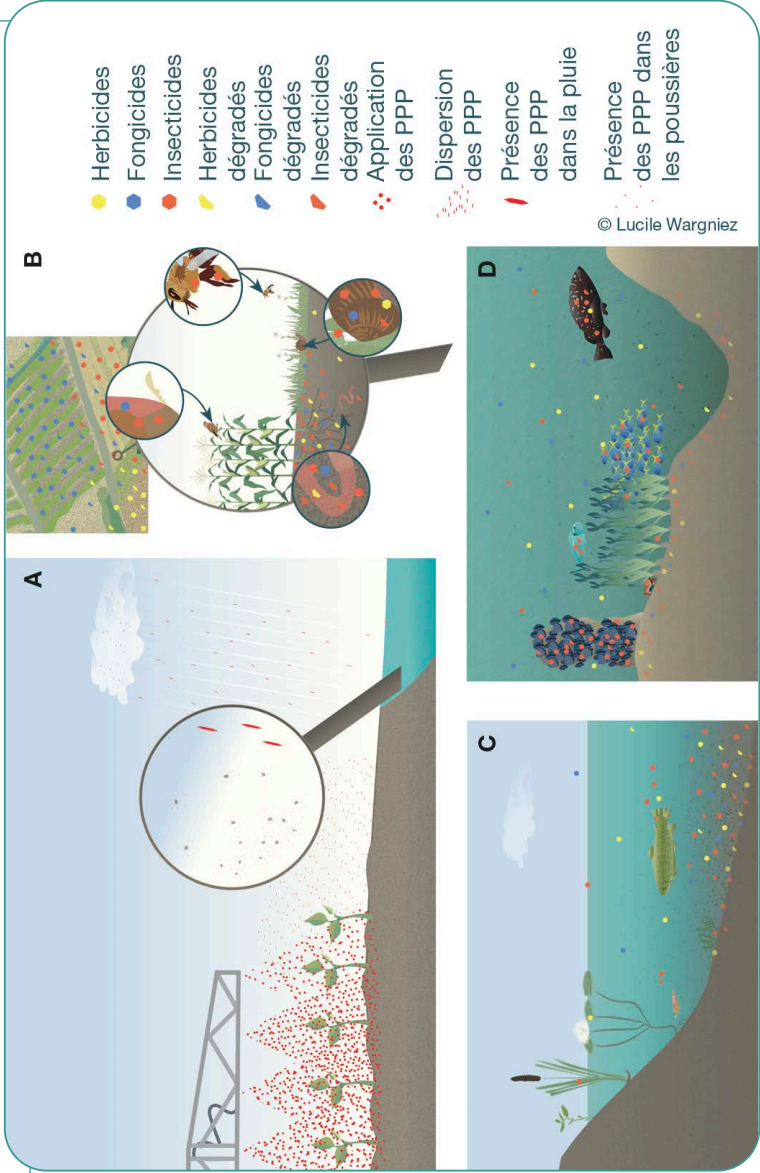 A
B
C
D
Herbicides
Fongicides
Insecticides
Herbicides
dégradés
Fongicides
dégradés
Insecticides
dégradés
Application
des PPP
Dispersion
des PPP
Présence
des PPP
dans la pluie
Présence
des PPP dans
les poussières
© Lucile Wargniez